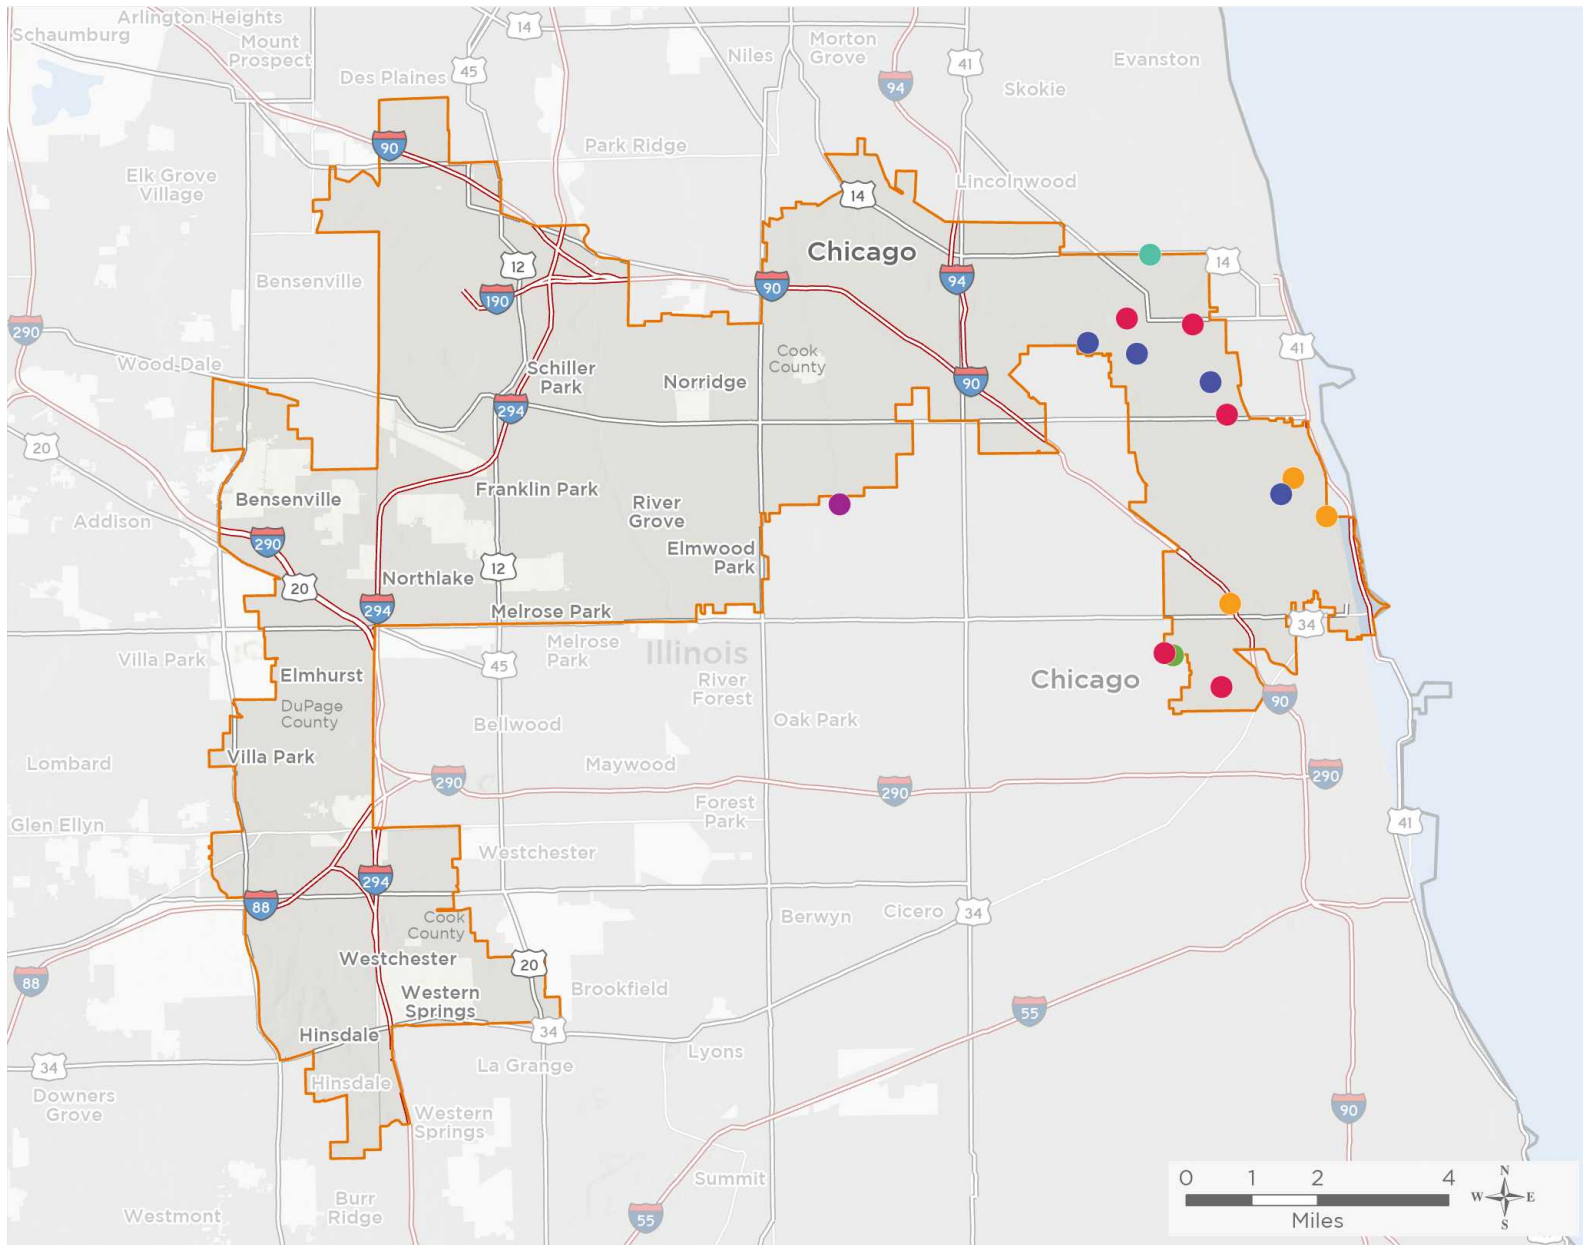 Arlington Heights
Schaumburg
Mount
Prospect
14
Morton
Grove
Niles
Evanston
Des Plaines
45
41
94
Skokie
90
Park Ridge
Elk Grove
Village
Lincolnwood
14
Chicago
12
14
Bensenville
190
90
94
290
41
Wood Dale
Cook
County
Schiller
Park
Norridge
90
294
20
Franklin Park
Bensenville
River
Grove
Addison
290
Elmwood
Park
12
Northlake
20
294
Melrose Park
34
Melrose
Park
Illinois
Villa Park
45
Elmhurst
River
Forest
Chicago
DuPage
County
90
Bellwood
Oak Park
Villa Park
Lombard
Maywood
290
290
290
Forest
Park
Glen Ellyn
41
Westchester
294
88
Cook
County
Berwyn
Cicero
34
Westchester
20
88
Brookfield
Western
Springs
55
Hinsdale
34
Lyons
34
La Grange
Hinsdale
Downers
Grove
90
Western
Springs
Summit
0 1 2 4
Miles
N
W E
S
Burr
Ridge
Westmont
55